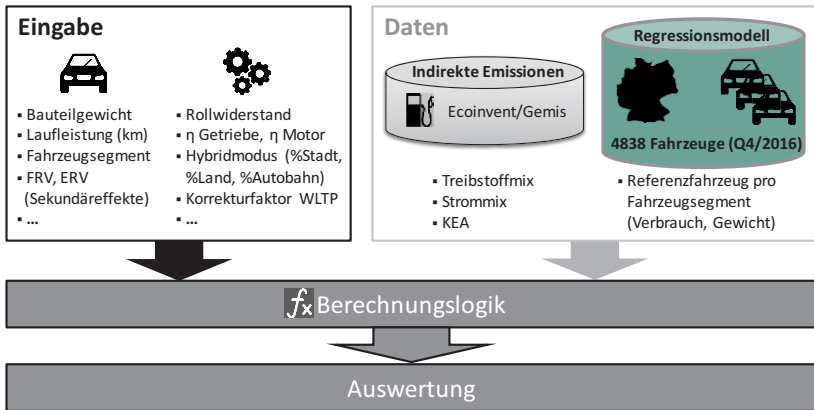 Eingabe
▪ Bauteilgewicht
▪ Laufleistung (km)
▪ Fahrzeugsegment
▪ FRV, ERV
(Sekundäreffekte)
▪ ...
▪ Rollwiderstand
▪ η Getriebe, η Motor
▪ Hybridmodus (%Stadt,
%Land, %Autobahn)
▪ Korrekturfaktor WLTP
▪ ...
Daten
Indirekte Emissionen
Ecoinvent/Gemis
▪ Treibstoffmix
▪ Strommix
▪ KEA
Regressionsmodell
4838 Fahrzeuge (Q4/2016)
▪ Referenzfahrzeug pro
Fahrzeugsegment
(Verbrauch, Gewicht)
fx Berechnungslogik
Auswertung